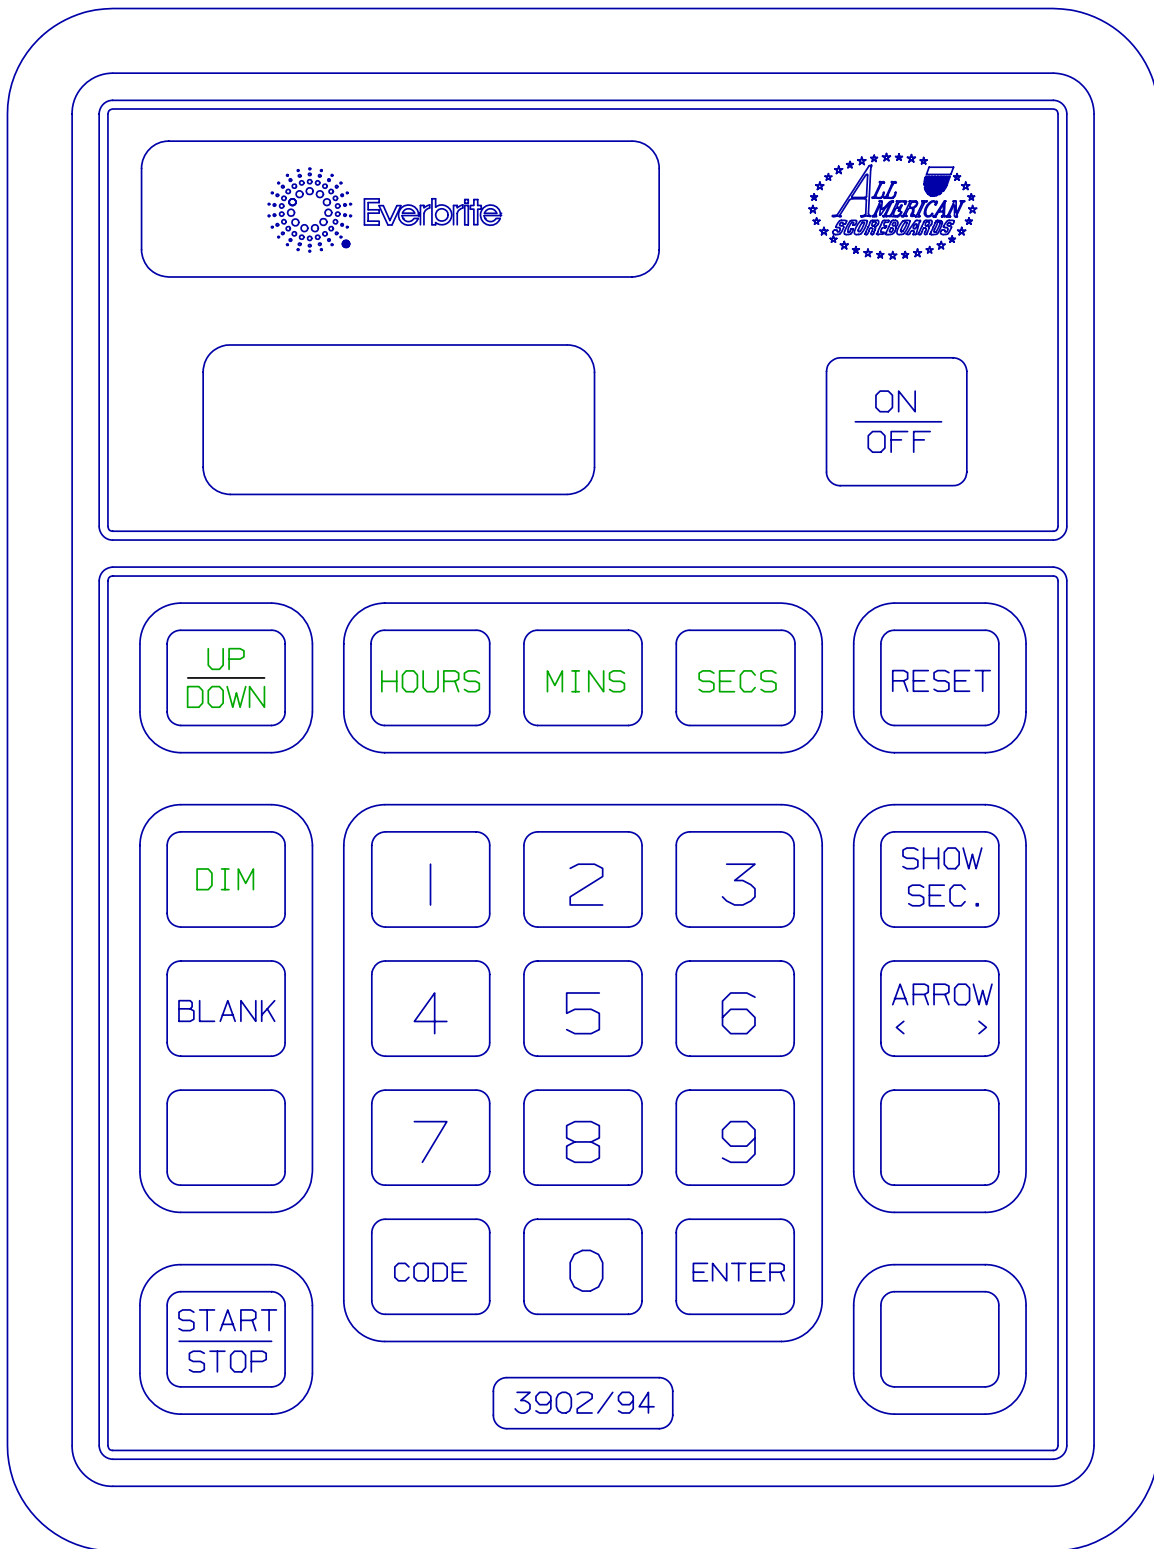 Everbrite
ALL
AMERICAN
SCOREBOARDS
ON
OFF
UP
DOWN
HOURS
MINS
SECS
RESET
DIM
1
2
3
SHOW
SEC.
BLANK
4
5
6
ARROW
< >
7
8
9
START
STOP
CODE
0
ENTER
3902/94